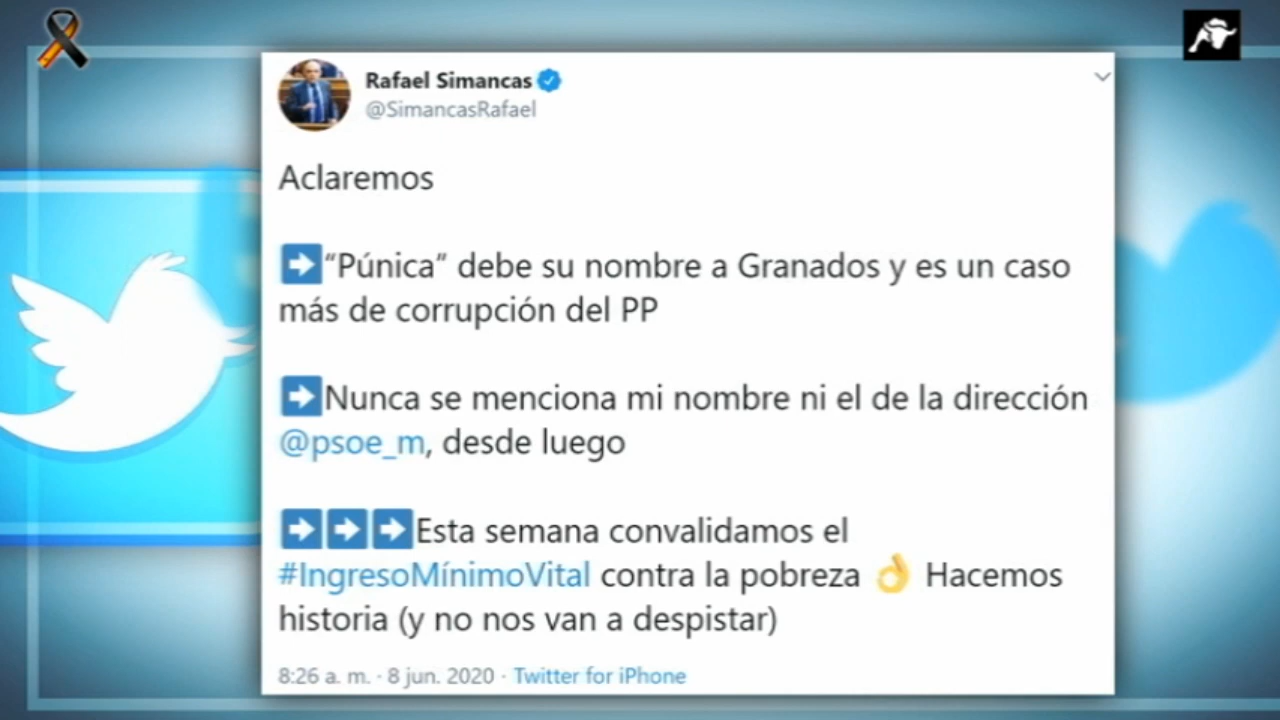 Rafael Simancas
@SimancasRafael
Aclaremos
➡"Púnica" debe su nombre a Granados y es un caso
más de corrupción del PP
➡Nunca se menciona mi nombre ni el de la dirección
@psoe_m, desde luego
➡➡➡Esta semana convalidamos el
#IngresoMínimoVital contra la pobreza 👌 Hacemos
historia (y no nos van a despistar)
8:26 a. m. · 8 jun. 2020 · Twitter for iPhone